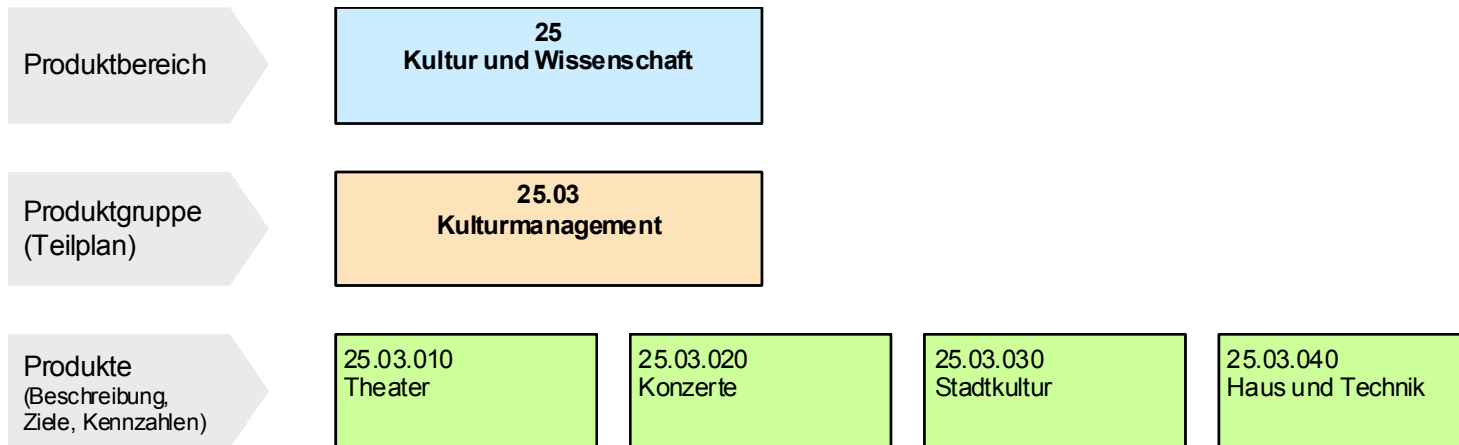 Produktbereich
25
Kultur und Wissenschaft
Produktgruppe
(Teilplan)
25.03
Kulturmanagement
Produkte
(Beschreibung,
Ziele, Kennzahlen)
25.03.010
Theater
25.03.020
Konzerte
25.03.030
Stadtkultur
25.03.040
Haus und Technik